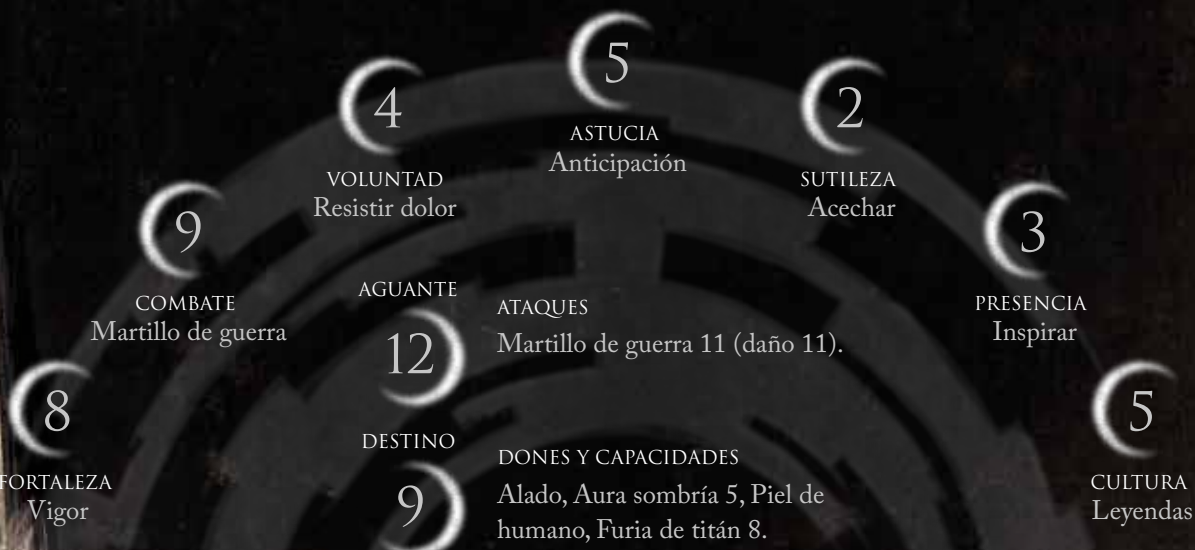 5
ASTUCIA
Anticipación
4
VOLUNTAD
Resistir dolor
2
SUTILEZA
Acechar
9
COMBATE
Martillo de guerra
3
PRESENCIA
Inspirar
8
FORTALEZA
Vigor
5
CULTURA
Leyendas
AGUANTE
12
ATAQUES
Martillo de guerra 11 (daño 11).
DESTINO
9
DONES Y CAPACIDADES
Alado, Aura sombría 5, Piel de
humano, Furia de titán 8.